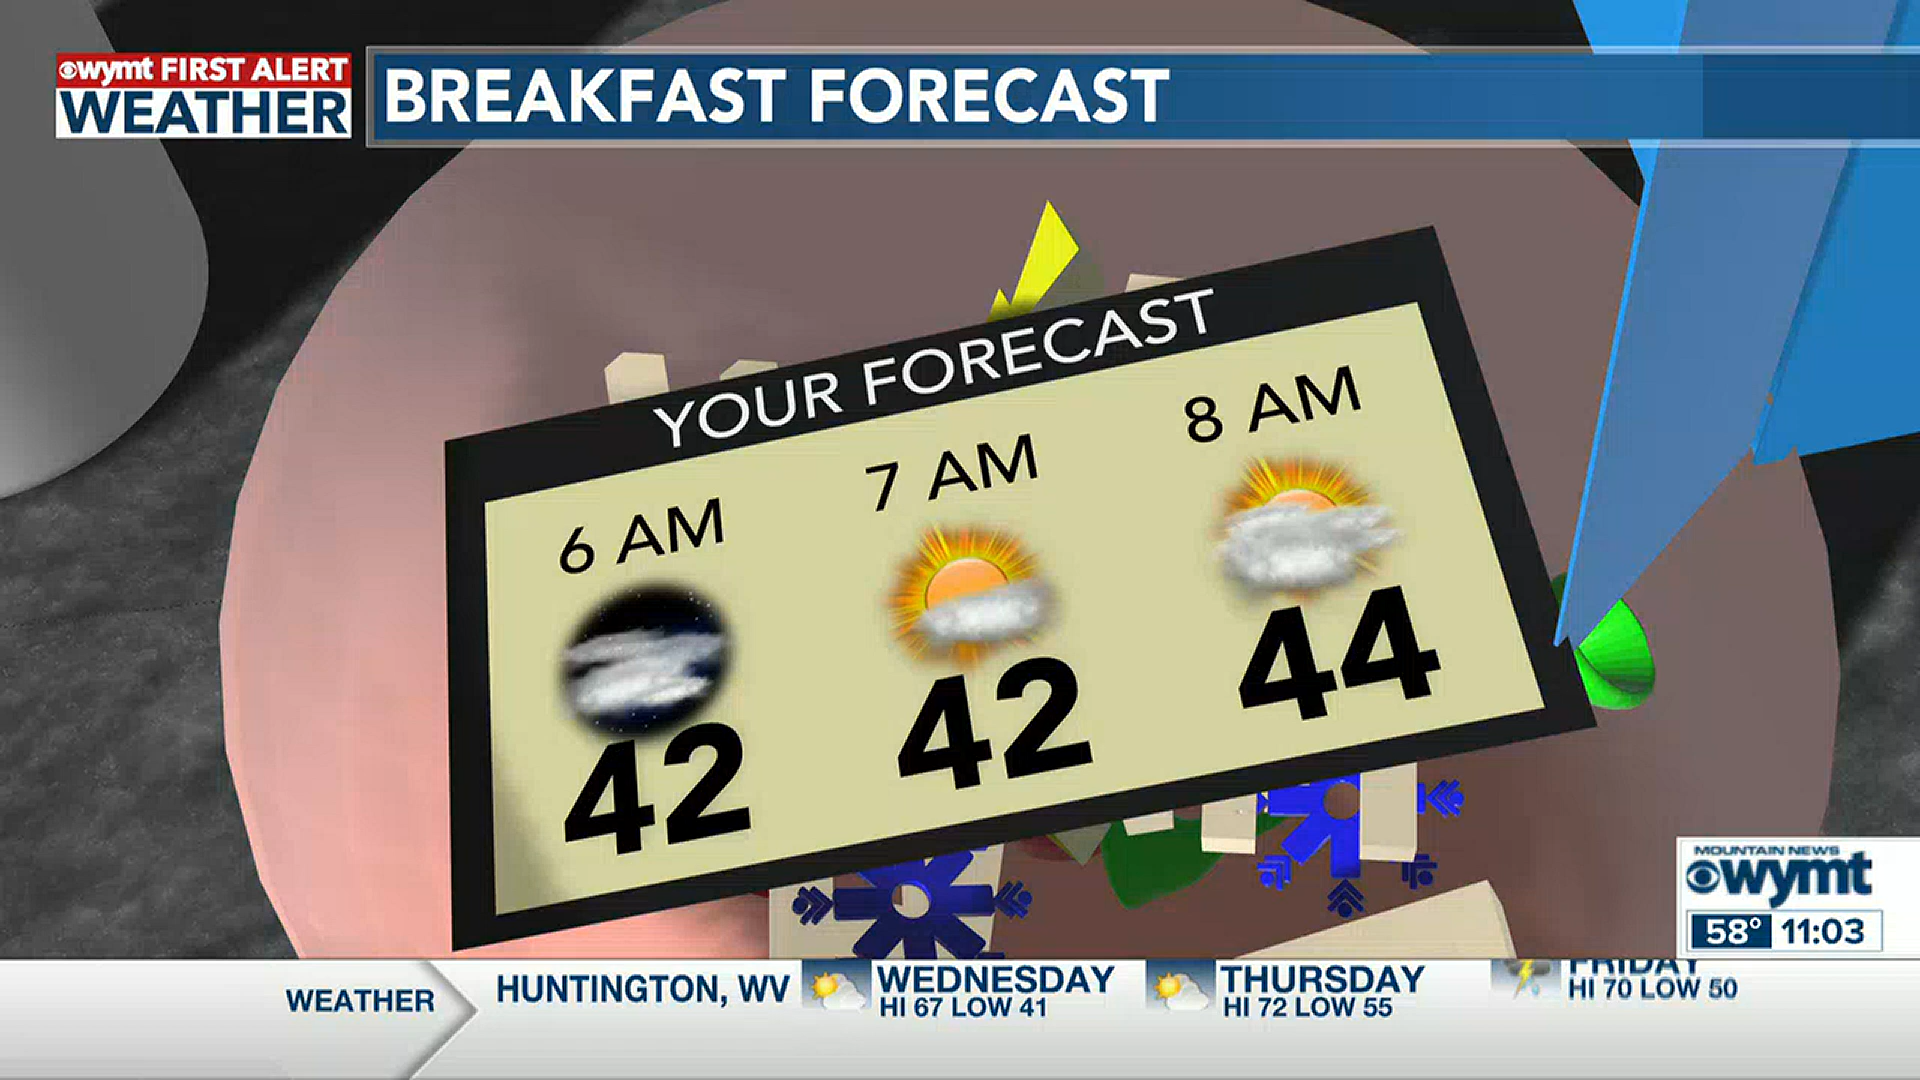 wymt FIRST ALERT
WEATHER
BREAKFAST FORECAST
YOUR FORECAST
6 AM
7 AM
8 AM
42
42
44
MOUNTAIN NEWS
wymt
58° 11:03
WEATHER
HUNTINGTON, WV
WEDNESDAY
HI 67 LOW 41
THURSDAY
HI 72 LOW 55
FRIDAY
HI 70 LOW 50